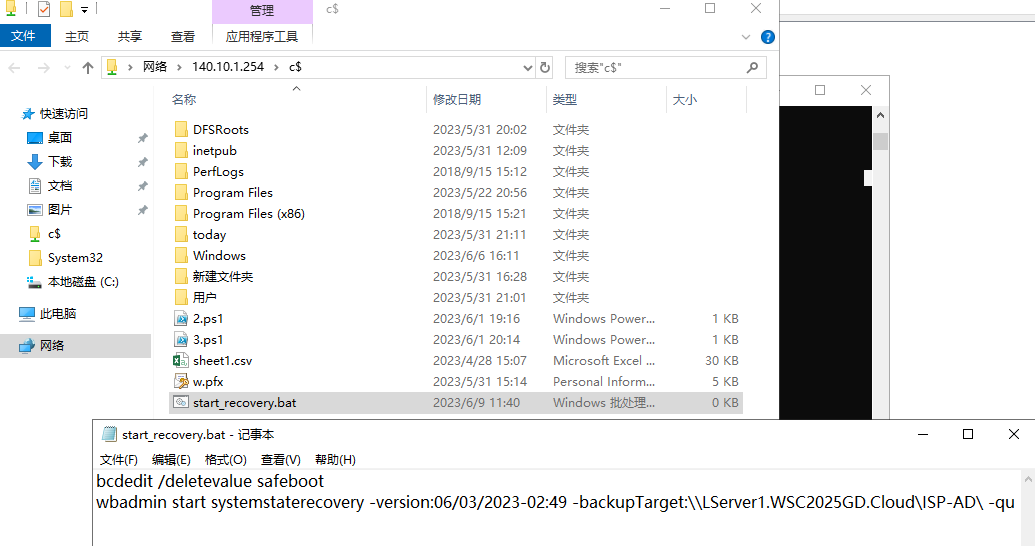 管理
c$
文件
主页
共享
查看
应用程序工具
网络 140.10.1.254 c$
搜索"c$"
名称 修改日期 类型 大小
快速访问
桌面
下载
文档
图片
c$
System32
本地磁盘 (C:)
此电脑
网络
DFSRoots 2023/5/31 20:02 文件夹
inetpub 2023/5/31 12:09 文件夹
PerfLogs 2018/9/15 15:12 文件夹
Program Files 2023/5/22 20:56 文件夹
Program Files (x86) 2018/9/15 15:21 文件夹
today 2023/5/31 21:11 文件夹
Windows 2023/6/6 16:11 文件夹
新建文件夹 2023/5/31 16:28 文件夹
用户 2023/5/31 21:01 文件夹
2.ps1 2023/6/1 19:16 Windows Power... 1 KB
3.ps1 2023/6/1 20:14 Windows Power... 1 KB
sheet1.csv 2023/4/28 15:07 Microsoft Excel ... 30 KB
w.pfx 2023/5/31 15:14 Personal Inform... 5 KB
start_recovery.bat 2023/6/9 11:40 Windows 批处理... 0 KB
start_recovery.bat - 记事本
文件(F) 编辑(E) 格式(O) 查看(V) 帮助(H)
bcdedit /deletevalue safeboot
wbadmin start systemstaterecovery -version:06/03/2023-02:49 -backupTarget:\\LServer1.WSC2025GD.Cloud\ISP-AD\ -qu